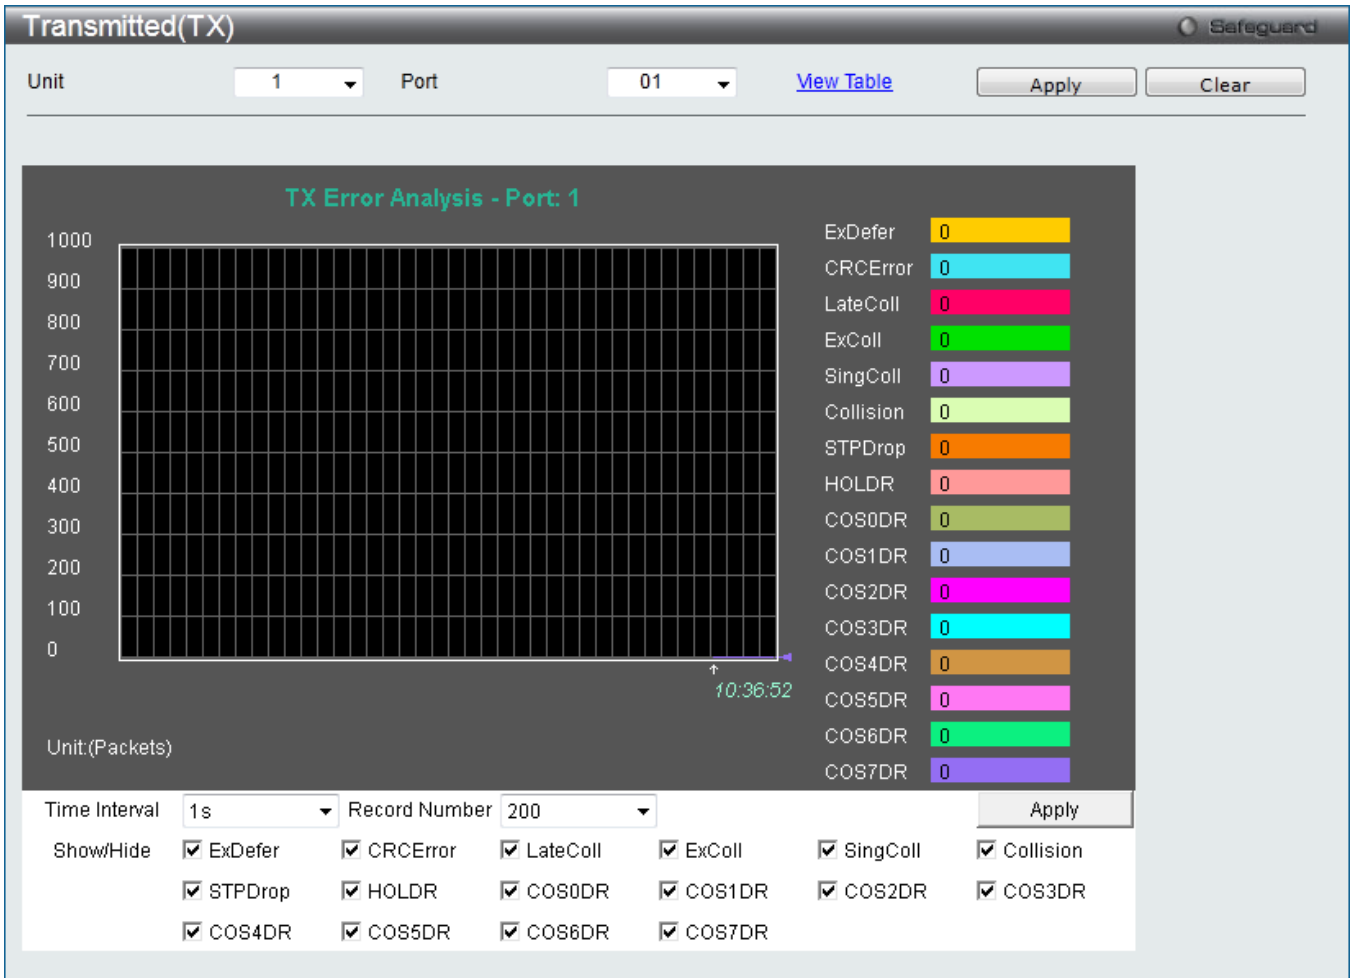 Transmitted(TX) Safeguard
Unit 1 Port 01 View Table Apply Clear
TX Error Analysis - Port: 1
1000
900
800
700
600
500
400
300
200
100
0
10:36:52
Unit:(Packets)
ExDefer 0
CRCError 0
LateColl 0
ExColl 0
SingColl 0
Collision 0
STPDrop 0
HOLDR 0
COS0DR 0
COS1DR 0
COS2DR 0
COS3DR 0
COS4DR 0
COS5DR 0
COS6DR 0
COS7DR 0
Time Interval 1s Record Number 200 Apply
Show/Hide ExDefer CRCError LateColl ExColl SingColl Collision
STPDrop HOLDR COS0DR COS1DR COS2DR COS3DR
COS4DR COS5DR COS6DR COS7DR